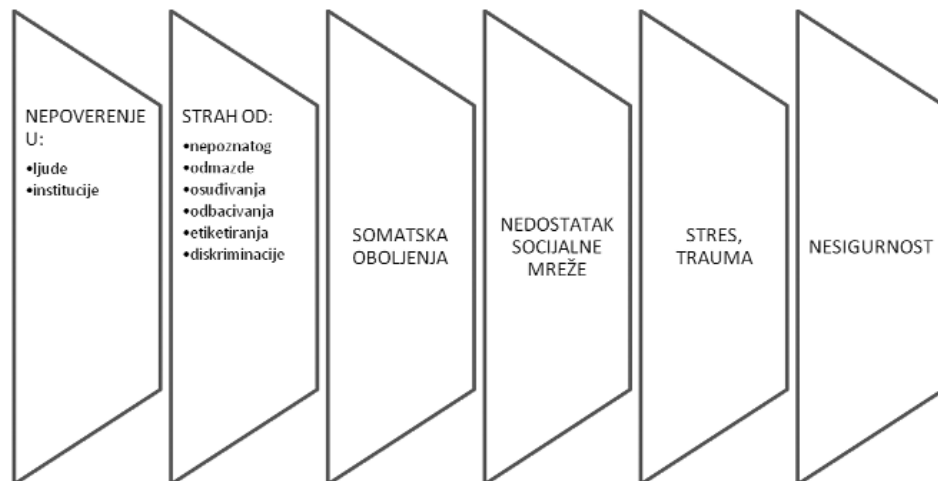 NEPOVERENJE
U:
•ljude
•institucije
STRAH OD:
•nepoznatog
•odmazde
•osuđivanja
•odbacivanja
•etiketiranja
•diskriminacije
SOMATSKA
OBOLJENJA
NEDOSTATAK
SOCIJALNE
MREŽE
STRES,
TRAUMA
NESIGURNOST